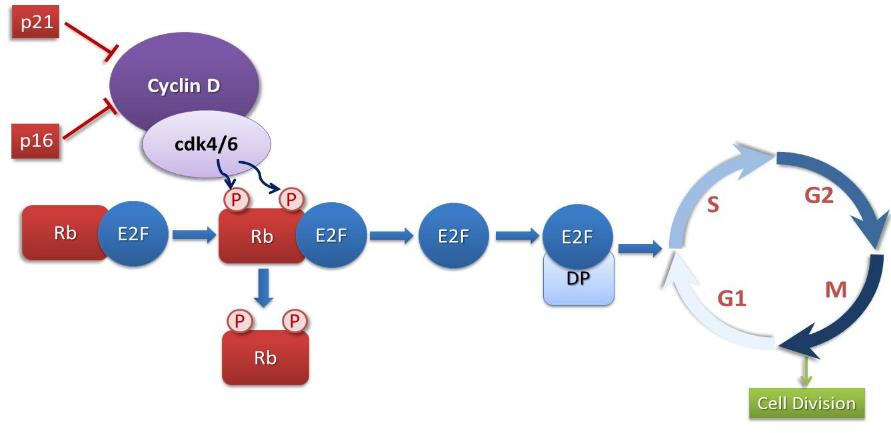 p21
Cyclin D
p16
cdk4/6
P
P
Rb
E2F
Rb
E2F
E2F
E2F
DP
P
P
Rb
S
G2
G1
M
Cell Division